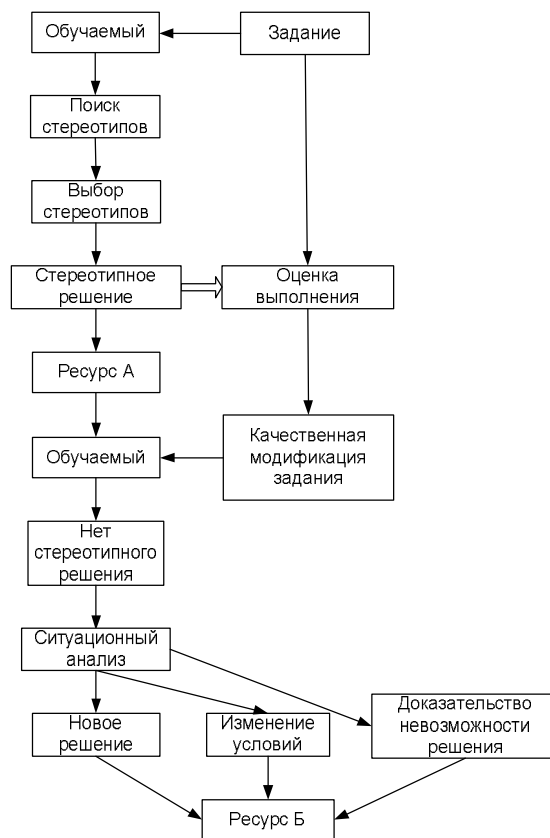 Обучаемый
Задание
Поиск
стереотипов
Выбор
стереотипов
Стереотипное
решение
Оценка
выполнения
Ресурс А
Обучаемый
Качественная
модификация
задания
Нет
стереотипного
решения
Ситуационный
анализ
Новое
решение
Изменение
условий
Доказательство
невозможности
решения
Ресурс Б